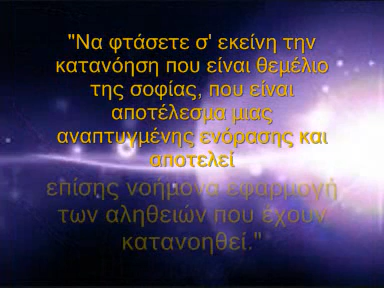 "Να φτάσετε σ' εκείνη την
κατανόηση που είναι θεμέλιο
της σοφίας, που είναι
αποτέλεσμα μιας
αναπτυγμένης ενόρασης και
αποτελεί
επίσης νοήμονα εφαρμογή
των αληθειών που έχουν
κατανοηθεί."